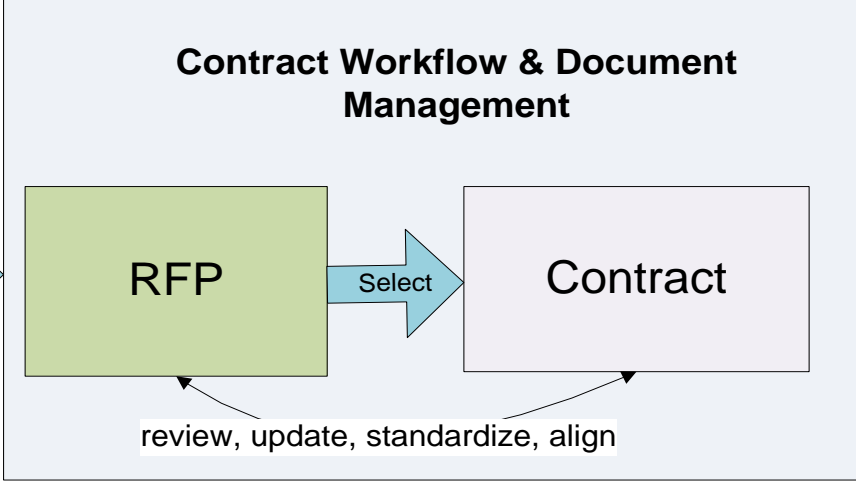 Contract Workflow & Document
Management
RFP
Select
Contract
review, update, standardize, align